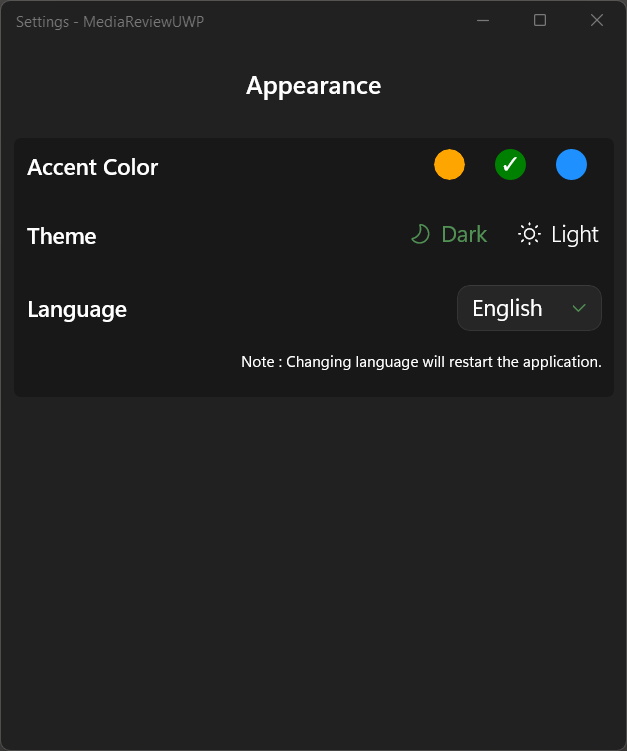 Settings - MediaReviewUWP
Appearance
Accent Color
Theme Dark Light
Language English
Note : Changing language will restart the application.